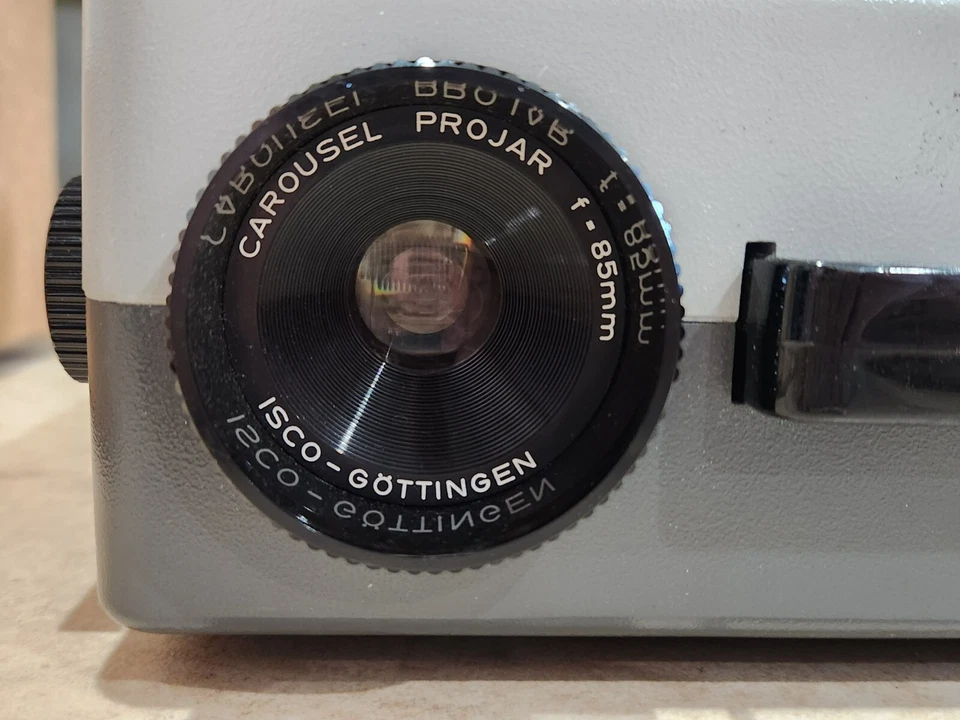 CAROUSEL PROJAR f=85mm
ISCO-GÖTTINGEN